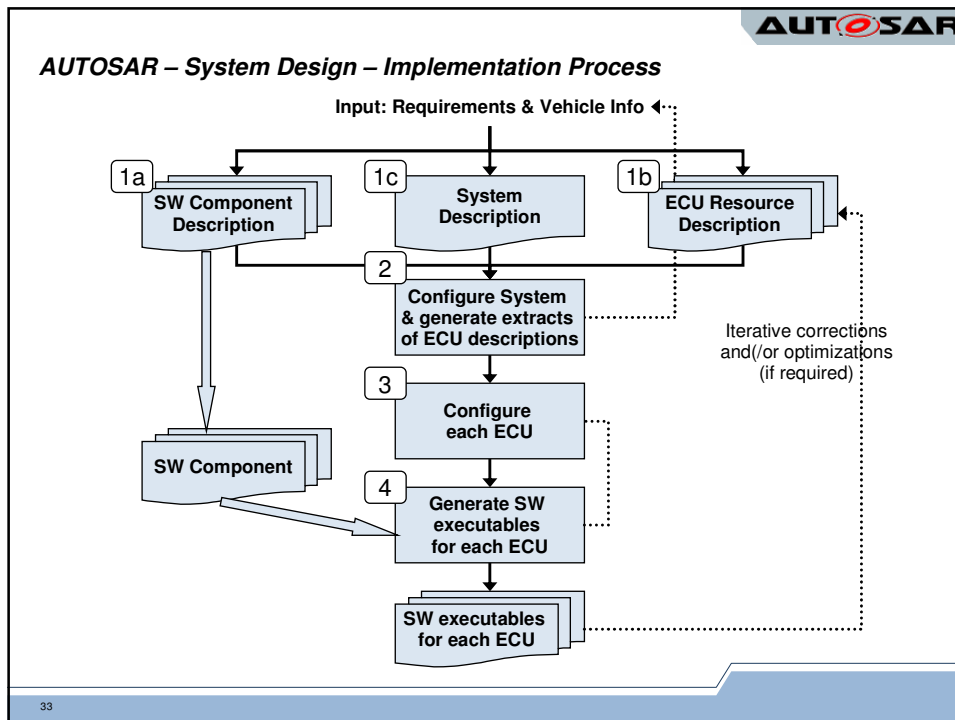 AUTOSAR
AUTOSAR – System Design – Implementation Process
Input: Requirements & Vehicle Info
1a
SW Component
Description
1c
System
Description
1b
ECU Resource
Description
2
Configure System
& generate extracts
of ECU descriptions
Iterative corrections
and(/or optimizations
(if required)
3
Configure
each ECU
SW Component
4
Generate SW
executables
for each ECU
SW executables
for each ECU
33